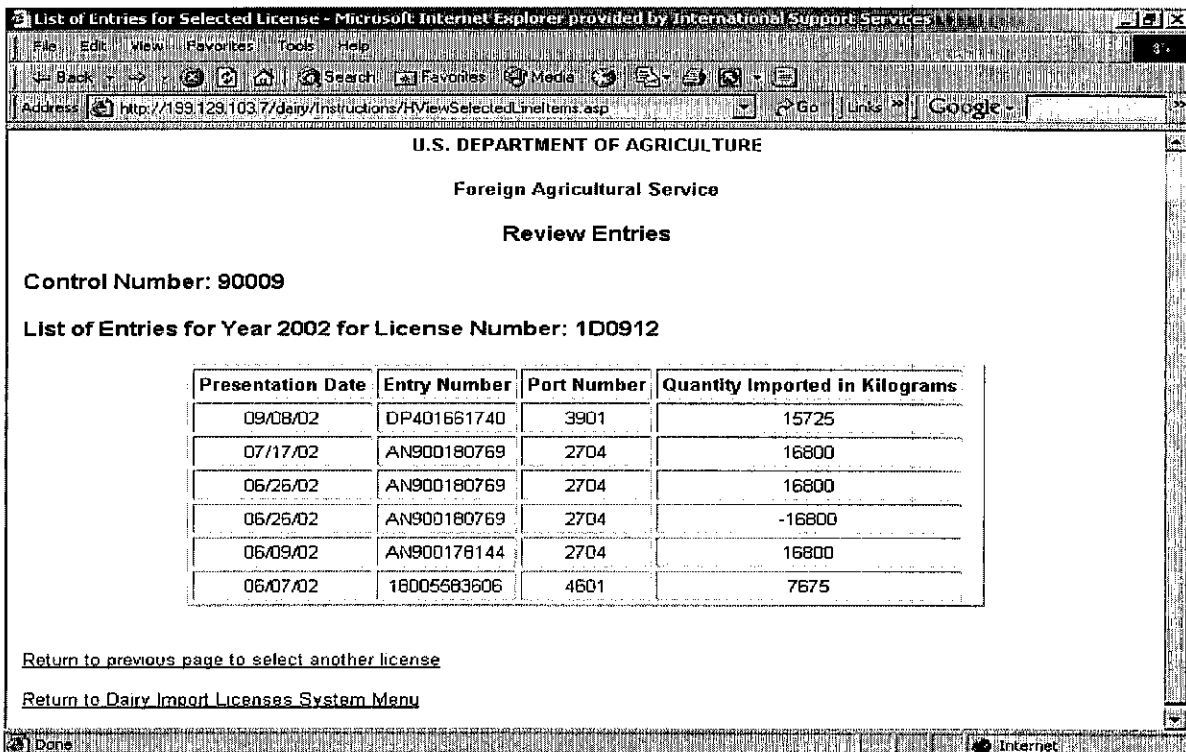 List of Entries for Selected License - Microsoft Internet Explorer provided by International Support Services
File Edit View Favorites Tools Help
Back Search Favorites Media
Address http://199.129.103.7/dairy/Instructions/HViewSelectedLineItems.asp Go Links Google
U.S. DEPARTMENT OF AGRICULTURE
Foreign Agricultural Service
Review Entries
Control Number: 90009
List of Entries for Year 2002 for License Number: 1D0912
Presentation Date Entry Number Port Number Quantity Imported in Kilograms
09/08/02 DP401661740 3901 15725
07/17/02 AN900180769 2704 16800
06/26/02 AN900180769 2704 16800
06/26/02 AN900180769 2704 -16800
06/09/02 AN900178144 2704 16800
06/07/02 18005583606 4601 7675
Return to previous page to select another license
Return to Dairy Import Licenses System Menu
Done Internet